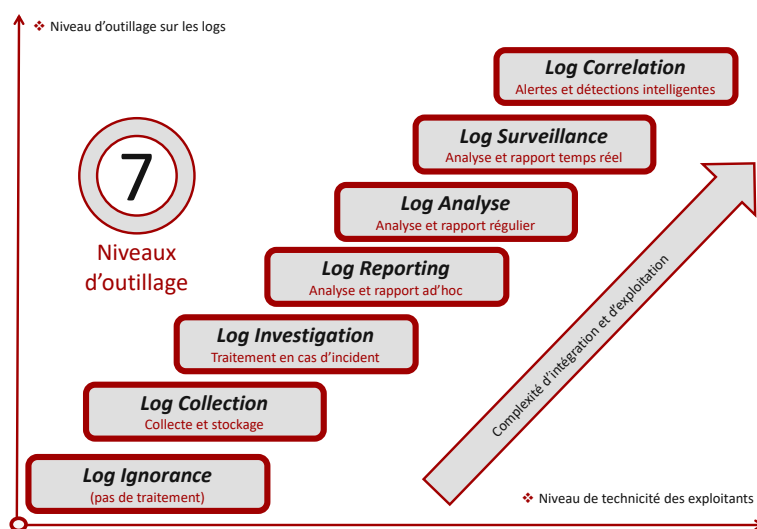 ❖ Niveau d'outillage sur les logs
Log Correlation
Alertes et détections intelligentes
Log Surveillance
Analyse et rapport temps réel
7
Niveaux
d'outillage
Log Analyse
Analyse et rapport régulier
Log Reporting
Analyse et rapport ad'hoc
Log Investigation
Traitement en cas d'incident
Log Collection
Collecte et stockage
Log Ignorance
(pas de traitement)
Complexité d'intégration et d'exploitation
❖ Niveau de technicité des exploitants